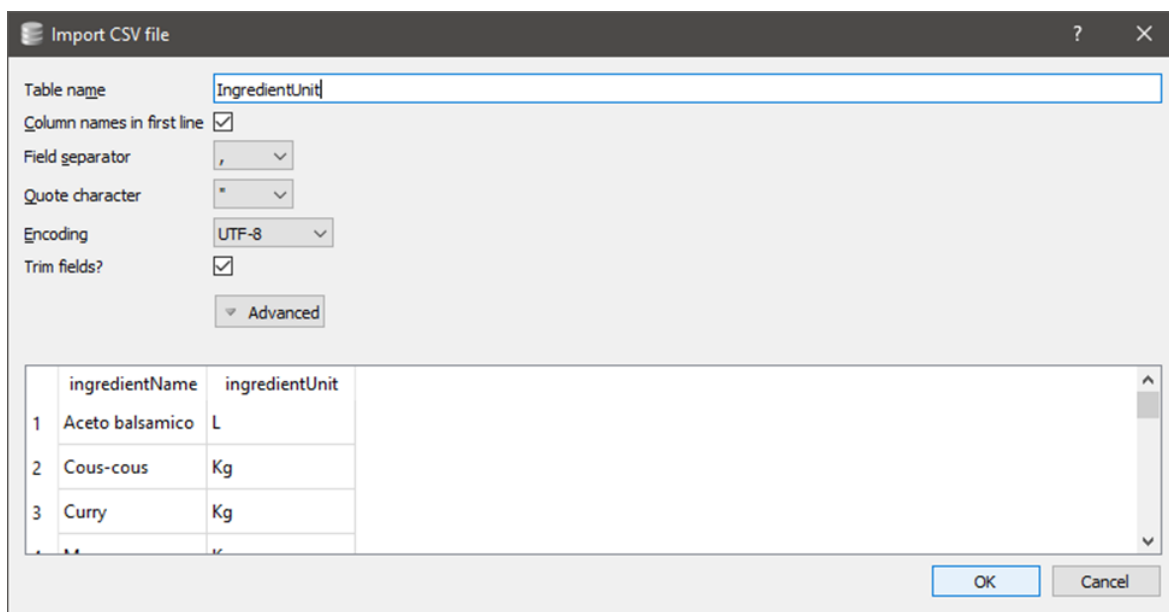 Import CSV file ?
Table name IngredientUnit
Column names in first line
Field separator ,
Quote character "
Encoding UTF-8
Trim fields?
Advanced
ingredientName ingredientUnit
1 Aceto balsamico L
2 Cous-cous Kg
3 Curry Kg
OK Cancel